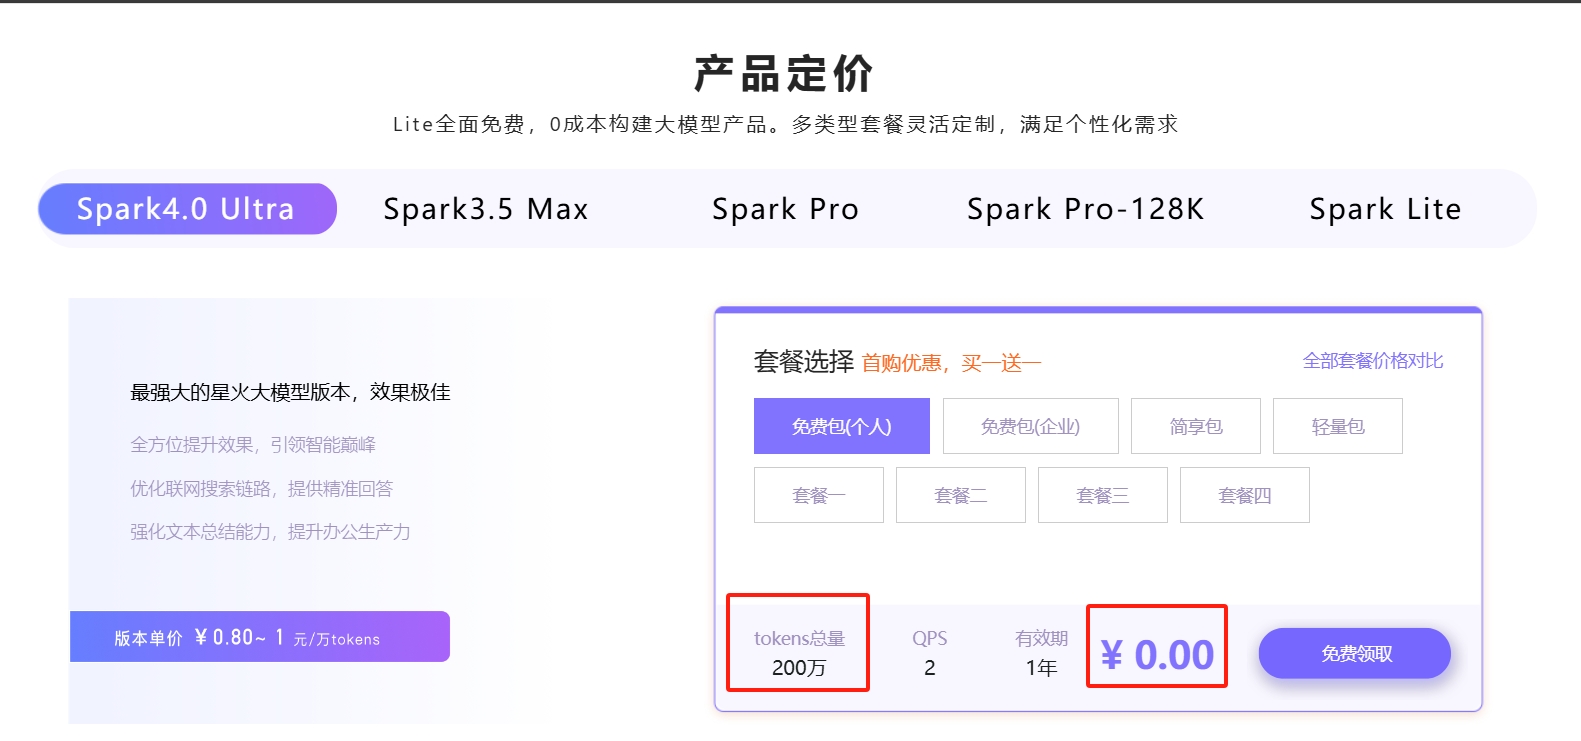 产品定价
Lite全面免费，0成本构建大模型产品。多类型套餐灵活定制，满足个性化需求
Spark4.0 Ultra
Spark3.5 Max
Spark Pro
Spark Pro-128K
Spark Lite
最强大的星火大模型版本，效果极佳
全方位提升效果，引领智能巅峰
优化联网搜索链路，提供精准回答
强化文本总结能力，提升办公生产力
版本单价 ¥0.80~ 1 元/万tokens
套餐选择 首购优惠，买一送一
全部套餐价格对比
免费包(个人)
免费包(企业)
简享包
轻量包
套餐一
套餐二
套餐三
套餐四
tokens总量
200万
QPS
2
有效期
1年
¥ 0.00
免费领取